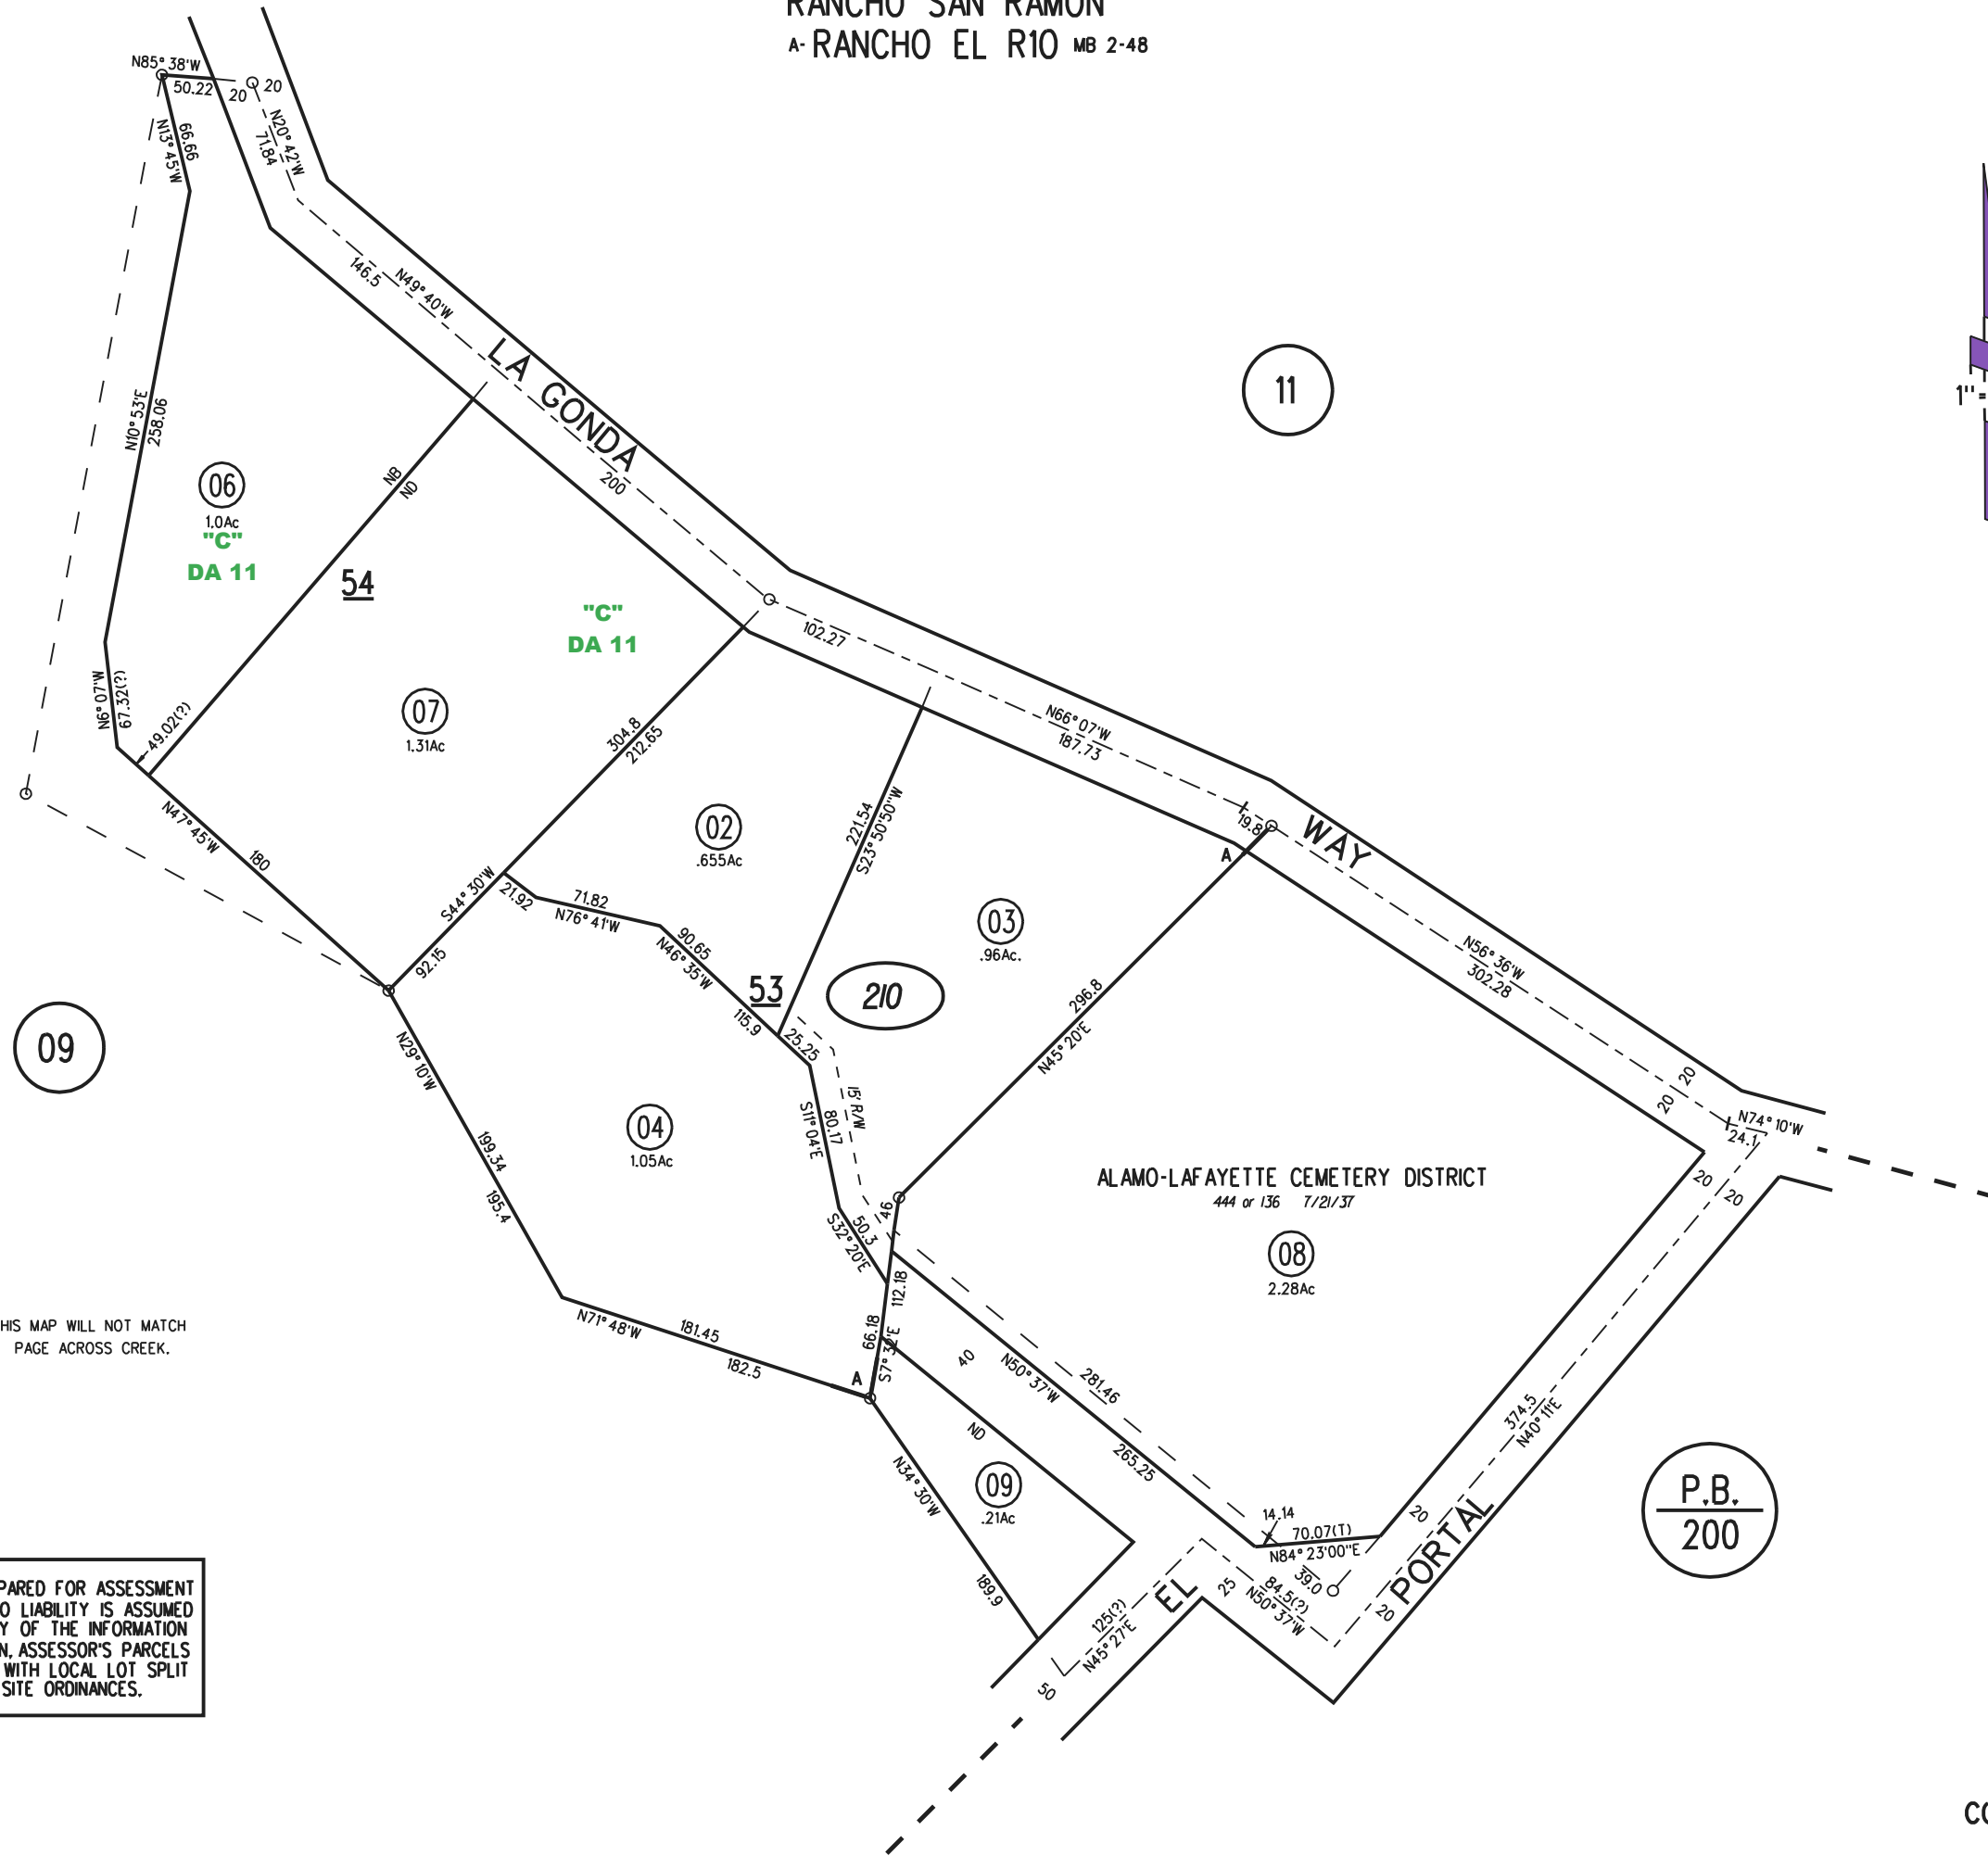 RANCHO SAN RAMON
A- RANCHO EL R10 MB 2-48
N85° 38'W
50.22
20
20
N13° 45'W
66.66
N20° 42'W
71.84
146.5
N49° 40'W
LA GONDA
200
11
1"=
N10° 53'E
258.06
NB
ND
06
1.0Ac
"C"
DA 11
54
"C"
DA 11
102.27
N6° 07'W
67.32(?)
49.02(?)
07
1.31Ac
304.8
212.65
N66° 07'W
187.73
N47° 45'W
180
02
.655Ac
221.54
S23° 50'50"W
19.8
A
WAY
S44° 30'W
92.15
21.92
71.82
N76° 41'W
90.65
N46° 35'W
115.9
03
.96Ac.
53
210
25.25
296.8
N45° 20'E
N56° 36'W
302.28
20
20
N74° 10'W
24.1
20
20
09
N29° 10'W
199.34
195.4
04
1.05Ac
S11° 04'E
80.17
15' R/W
S32° 20'E
50.3
46
ALAMO-LAFAYETTE CEMETERY DISTRICT
444 or 136 7/21/37
08
2.28Ac
HIS MAP WILL NOT MATCH
PAGE ACROSS CREEK.
N71° 48'W
181.45
182.5
112.18
66.18
S7° 32'E
A
40
N50° 37'W
281.46
265.25
374.5
N40° 11'E
ND
09
.21Ac
N34° 30'W
189.9
14.14
70.07(T)
N84° 23'00"E
39.0
84.5(?)
N50° 37'W
25
20
20
EL
PORTAL
125(?)
N45° 27'E
50
P.B.
200
PARED FOR ASSESSMENT
O LIABILITY IS ASSUMED
Y OF THE INFORMATION
N. ASSESSOR'S PARCELS
WITH LOCAL LOT SPLIT
SITE ORDINANCES.
CO